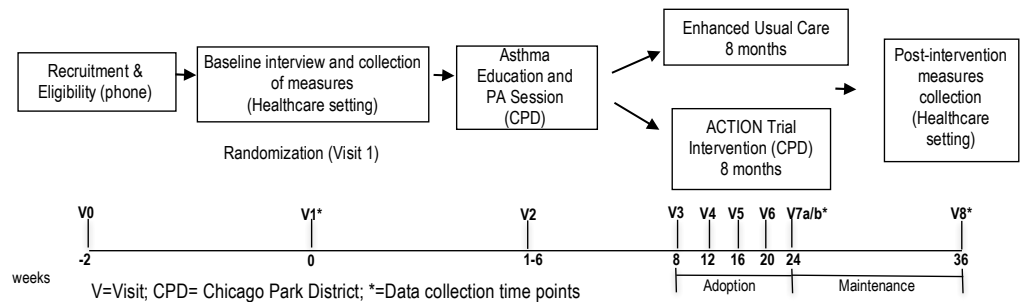 Recruitment &
Eligibility (phone)
Baseline interview and collection
of measures
(Healthcare setting)
Randomization (Visit 1)
Asthma
Education and
PA Session
(CPD)
Enhanced Usual Care
8 months
ACTION Trial
Intervention (CPD)
8 months
Post-intervention
measures
collection
(Healthcare
setting)
V0 V1* V2 V3 V4 V5 V6 V7a/b* V8*
weeks -2 0 1-6 8 12 16 20 24 36
Adoption Maintenance
V=Visit; CPD= Chicago Park District; *=Data collection time points